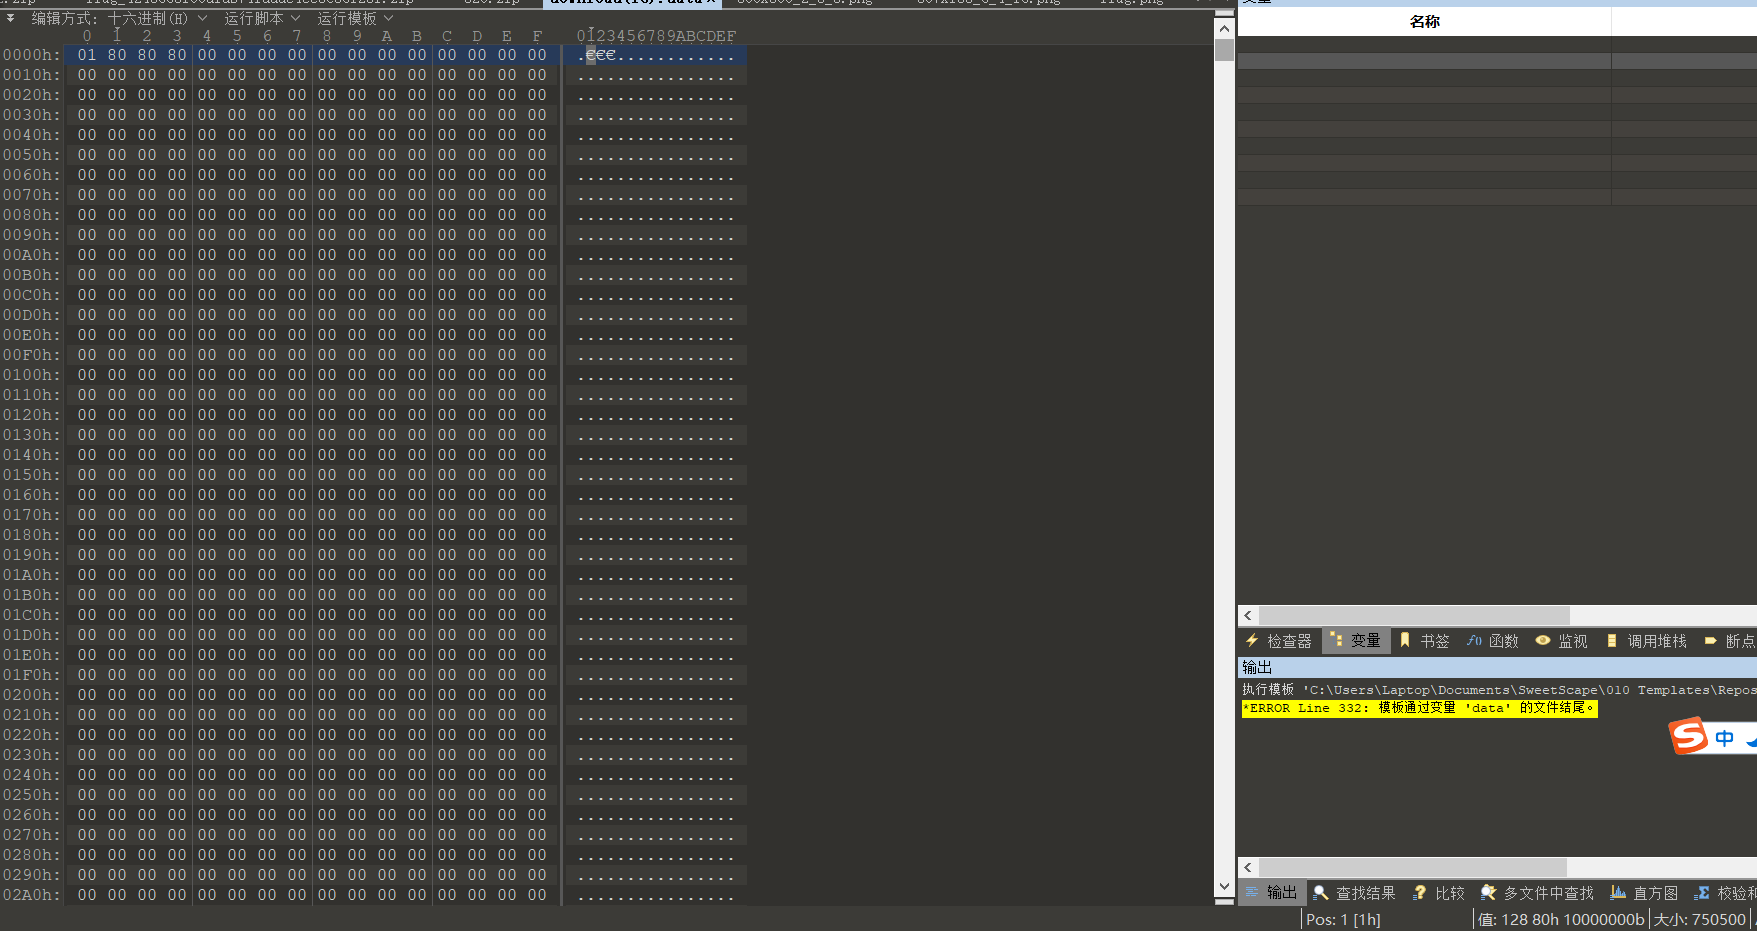 编辑方式: 十六进制(H) 运行脚本 运行模板
0 1 2 3 4 5 6 7 8 9 A B C D E F 0123456789ABCDEF
0000h: 01 80 80 80 00 00 00 00 00 00 00 00 00 00 00 00 .€€€............
0010h: 00 00 00 00 00 00 00 00 00 00 00 00 00 00 00 00 ................
0020h: 00 00 00 00 00 00 00 00 00 00 00 00 00 00 00 00 ................
0030h: 00 00 00 00 00 00 00 00 00 00 00 00 00 00 00 00 ................
0040h: 00 00 00 00 00 00 00 00 00 00 00 00 00 00 00 00 ................
0050h: 00 00 00 00 00 00 00 00 00 00 00 00 00 00 00 00 ................
0060h: 00 00 00 00 00 00 00 00 00 00 00 00 00 00 00 00 ................
0070h: 00 00 00 00 00 00 00 00 00 00 00 00 00 00 00 00 ................
0080h: 00 00 00 00 00 00 00 00 00 00 00 00 00 00 00 00 ................
0090h: 00 00 00 00 00 00 00 00 00 00 00 00 00 00 00 00 ................
00A0h: 00 00 00 00 00 00 00 00 00 00 00 00 00 00 00 00 ................
00B0h: 00 00 00 00 00 00 00 00 00 00 00 00 00 00 00 00 ................
00C0h: 00 00 00 00 00 00 00 00 00 00 00 00 00 00 00 00 ................
00D0h: 00 00 00 00 00 00 00 00 00 00 00 00 00 00 00 00 ................
00E0h: 00 00 00 00 00 00 00 00 00 00 00 00 00 00 00 00 ................
00F0h: 00 00 00 00 00 00 00 00 00 00 00 00 00 00 00 00 ................
0100h: 00 00 00 00 00 00 00 00 00 00 00 00 00 00 00 00 ................
0110h: 00 00 00 00 00 00 00 00 00 00 00 00 00 00 00 00 ................
0120h: 00 00 00 00 00 00 00 00 00 00 00 00 00 00 00 00 ................
0130h: 00 00 00 00 00 00 00 00 00 00 00 00 00 00 00 00 ................
0140h: 00 00 00 00 00 00 00 00 00 00 00 00 00 00 00 00 ................
0150h: 00 00 00 00 00 00 00 00 00 00 00 00 00 00 00 00 ................
0160h: 00 00 00 00 00 00 00 00 00 00 00 00 00 00 00 00 ................
0170h: 00 00 00 00 00 00 00 00 00 00 00 00 00 00 00 00 ................
0180h: 00 00 00 00 00 00 00 00 00 00 00 00 00 00 00 00 ................
0190h: 00 00 00 00 00 00 00 00 00 00 00 00 00 00 00 00 ................
01A0h: 00 00 00 00 00 00 00 00 00 00 00 00 00 00 00 00 ................
01B0h: 00 00 00 00 00 00 00 00 00 00 00 00 00 00 00 00 ................
01C0h: 00 00 00 00 00 00 00 00 00 00 00 00 00 00 00 00 ................
01D0h: 00 00 00 00 00 00 00 00 00 00 00 00 00 00 00 00 ................
01E0h: 00 00 00 00 00 00 00 00 00 00 00 00 00 00 00 00 ................
01F0h: 00 00 00 00 00 00 00 00 00 00 00 00 00 00 00 00 ................
0200h: 00 00 00 00 00 00 00 00 00 00 00 00 00 00 00 00 ................
0210h: 00 00 00 00 00 00 00 00 00 00 00 00 00 00 00 00 ................
0220h: 00 00 00 00 00 00 00 00 00 00 00 00 00 00 00 00 ................
0230h: 00 00 00 00 00 00 00 00 00 00 00 00 00 00 00 00 ................
0240h: 00 00 00 00 00 00 00 00 00 00 00 00 00 00 00 00 ................
0250h: 00 00 00 00 00 00 00 00 00 00 00 00 00 00 00 00 ................
0260h: 00 00 00 00 00 00 00 00 00 00 00 00 00 00 00 00 ................
0270h: 00 00 00 00 00 00 00 00 00 00 00 00 00 00 00 00 ................
0280h: 00 00 00 00 00 00 00 00 00 00 00 00 00 00 00 00 ................
0290h: 00 00 00 00 00 00 00 00 00 00 00 00 00 00 00 00 ................
02A0h: 00 00 00 00 00 00 00 00 00 00 00 00 00 00 00 00 ................
名称
检查器 变量 书签 f() 函数 监视 调用堆栈 断点
输出
执行模板 'C:\Users\Laptop\Documents\SweetScape\010 Templates\Repos
*ERROR Line 332: 模板通过变量 'data' 的文件结尾。
S 中
输出 查找结果 比较 多文件中查找 直方图 校验和
Pos: 1 [1h] 值: 128 80h 10000000b 大小: 750500